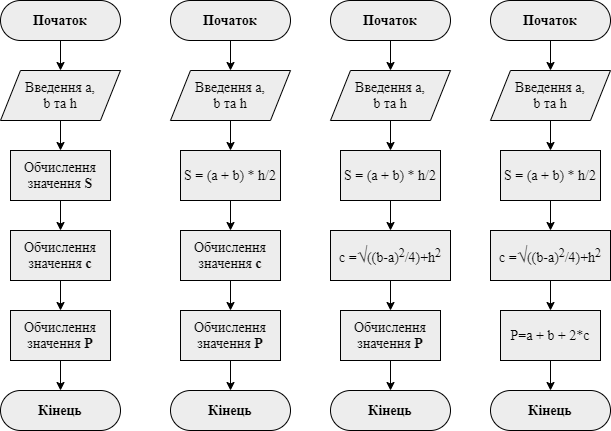 Початок
Введення a,
b та h
Обчислення
значення S
Обчислення
значення c
Обчислення
значення P
Кінець
Початок
Введення a,
b та h
S = (a + b) * h/2
Обчислення
значення c
Обчислення
значення P
Кінець
Початок
Введення a,
b та h
S = (a + b) * h/2
c =√((b-a)²/4)+h²
Обчислення
значення P
Кінець
Початок
Введення a,
b та h
S = (a + b) * h/2
c =√((b-a)²/4)+h²
P=a + b + 2*c
Кінець